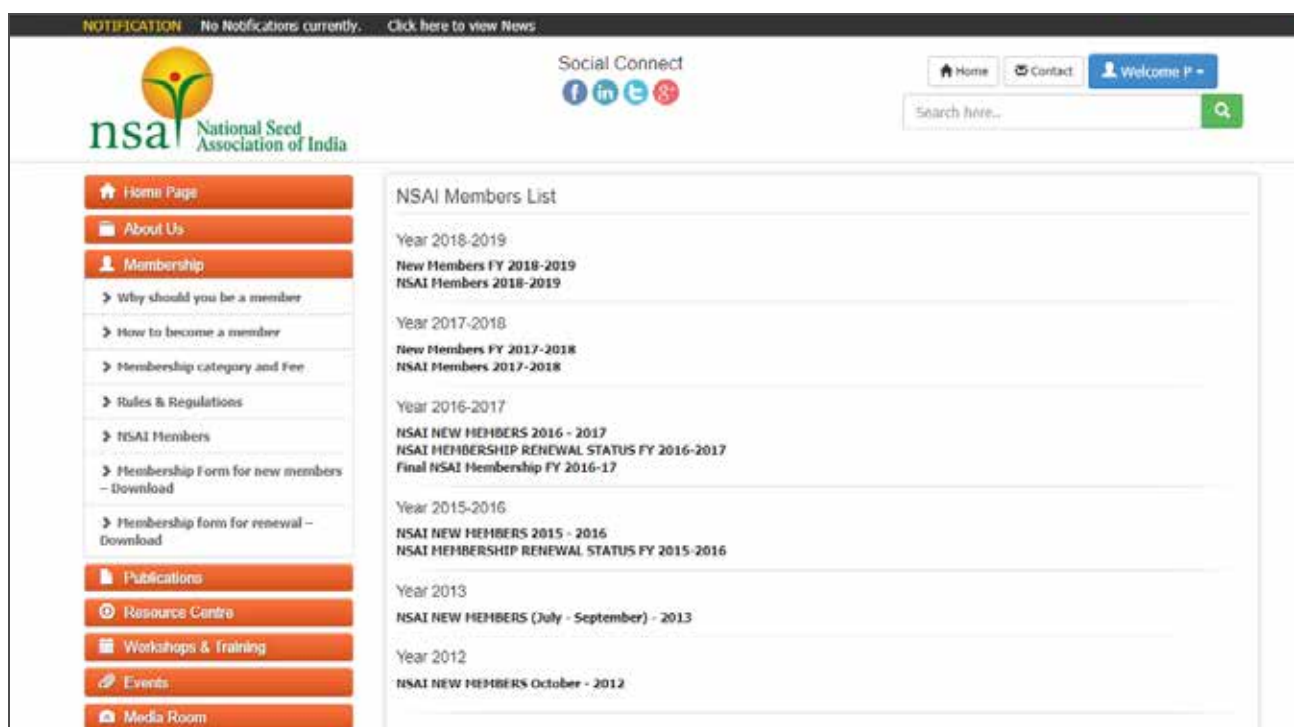 NOTIFICATION No Notifications currently. Click here to view News
nsai National Seed
Association of India
Social Connect
Home Contact Welcome P
Search here..
Home Page
About Us
Membership
Why should you be a member
How to become a member
Membership category and Fee
Rules & Regulations
NSAI Members
Membership Form for new members
– Download
Membership form for renewal –
Download
Publications
Resource Centre
Workshops & Training
Events
Media Room
NSAI Members List
Year 2018-2019
New Members FY 2018-2019
NSAI Members 2018-2019
Year 2017-2018
New Members FY 2017-2018
NSAI Members 2017-2018
Year 2016-2017
NSAI NEW MEMBERS 2016 - 2017
NSAI MEMBERSHIP RENEWAL STATUS FY 2016-2017
Final NSAI Membership FY 2016-17
Year 2015-2016
NSAI NEW MEMBERS 2015 - 2016
NSAI MEMBERSHIP RENEWAL STATUS FY 2015-2016
Year 2013
NSAI NEW MEMBERS (July - September) - 2013
Year 2012
NSAI NEW MEMBERS October - 2012